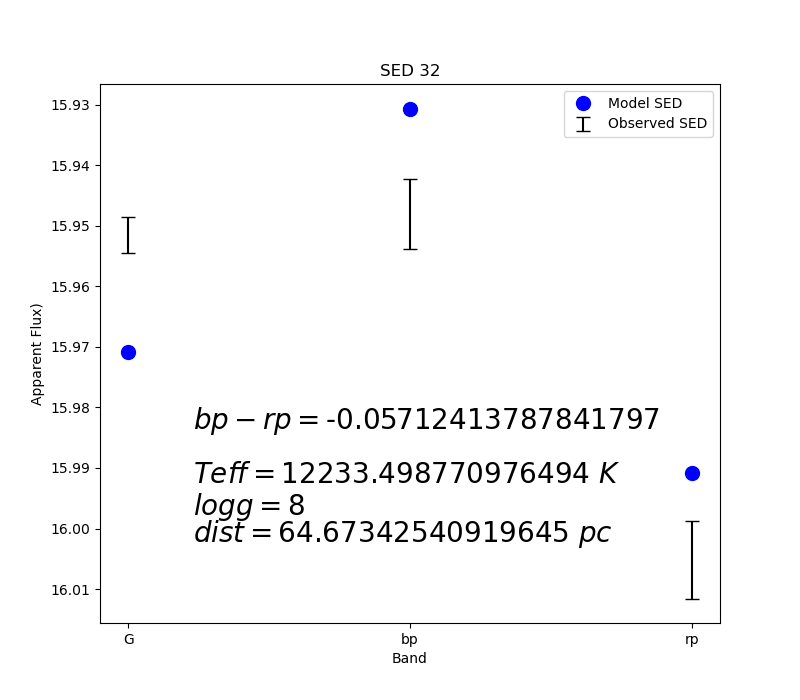 SED 32
Model SED
Observed SED
15.93
15.94
15.95
15.96
15.97
15.98
15.99
16.00
16.01
Apparent Flux)
bp − rp = -0.05712413787841797
Teff = 12233.498770976494 K
logg = 8
dist = 64.67342540919645 pc
G bp rp
Band